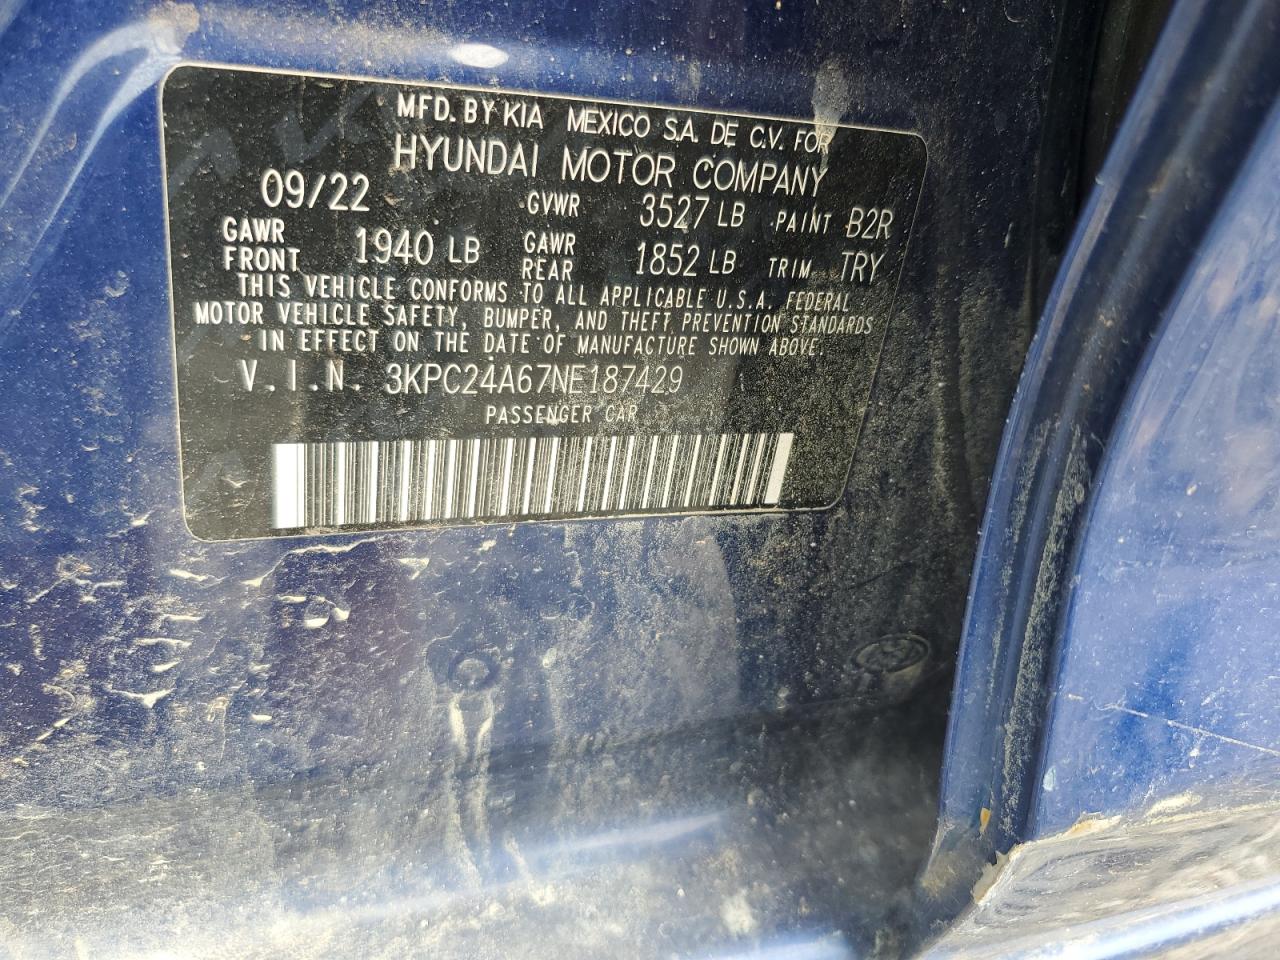 MFD. BY KIA MEXICO S.A. DE C.V. FOR
HYUNDAI MOTOR COMPANY
09/22 GVWR 3527 LB PAINT B2R
GAWR FRONT 1940 LB GAWR REAR 1852 LB TRIM TRY
THIS VEHICLE CONFORMS TO ALL APPLICABLE U.S.A. FEDERAL
MOTOR VEHICLE SAFETY, BUMPER, AND THEFT PREVENTION STANDARDS
IN EFFECT ON THE DATE OF MANUFACTURE SHOWN ABOVE.
V.I.N. 3KPC24A67NE187429
PASSENGER CAR